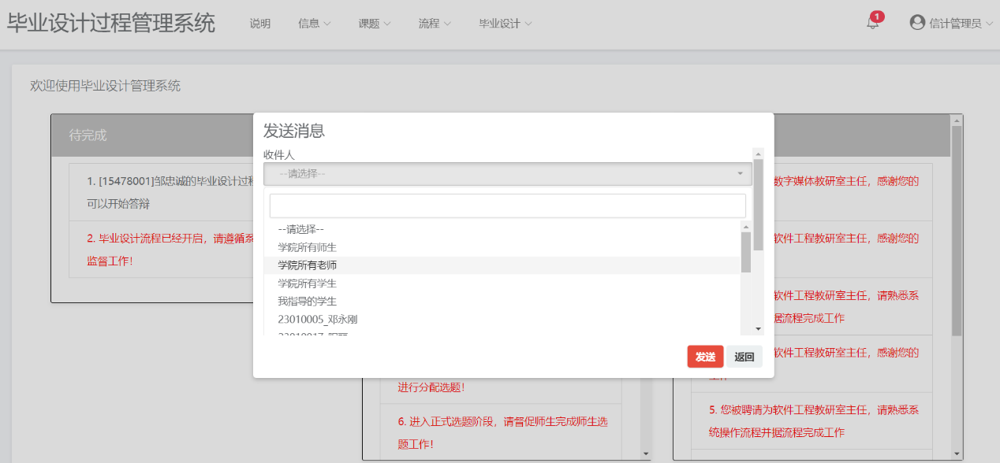 毕业设计过程管理系统
说明
信息
课题
流程
毕业设计
1
信计管理员
欢迎使用毕业设计管理系统
待完成
1. [15478001]邹忠诚的毕业设计过程
可以开始答辩
2. 毕业设计流程已经开启，请遵循系
监督工作！
发送消息
收件人
--请选择--
--请选择--
学院所有师生
学院所有老师
学院所有学生
我指导的学生
23010005_邓永刚
发送
返回
进行分配选题！
6. 进入正式选题阶段，请督促师生完成师生选
题工作！
数字媒体教研室主任，感谢您的
软件工程教研室主任，感谢您的
软件工程教研室主任，请熟悉系
据流程完成工作
软件工程教研室主任，感谢您的
5. 您被聘请为软件工程教研室主任，请熟悉系
统操作流程并据流程完成工作